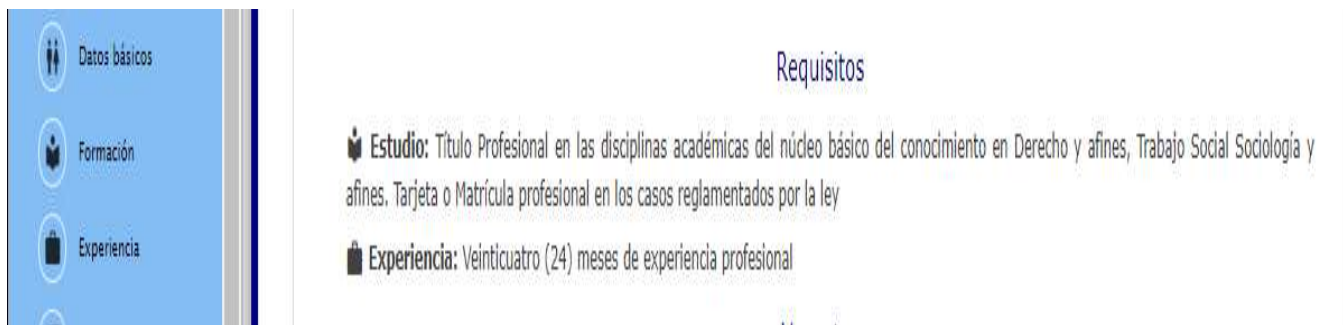 Datos básicos
Formación
Experiencia
Requisitos
Estudio: Título Profesional en las disciplinas académicas del núcleo básico del conocimiento en Derecho y afines, Trabajo Social Sociología y
afines. Tarjeta o Matrícula profesional en los casos reglamentados por la ley
Experiencia: Veinticuatro (24) meses de experiencia profesional